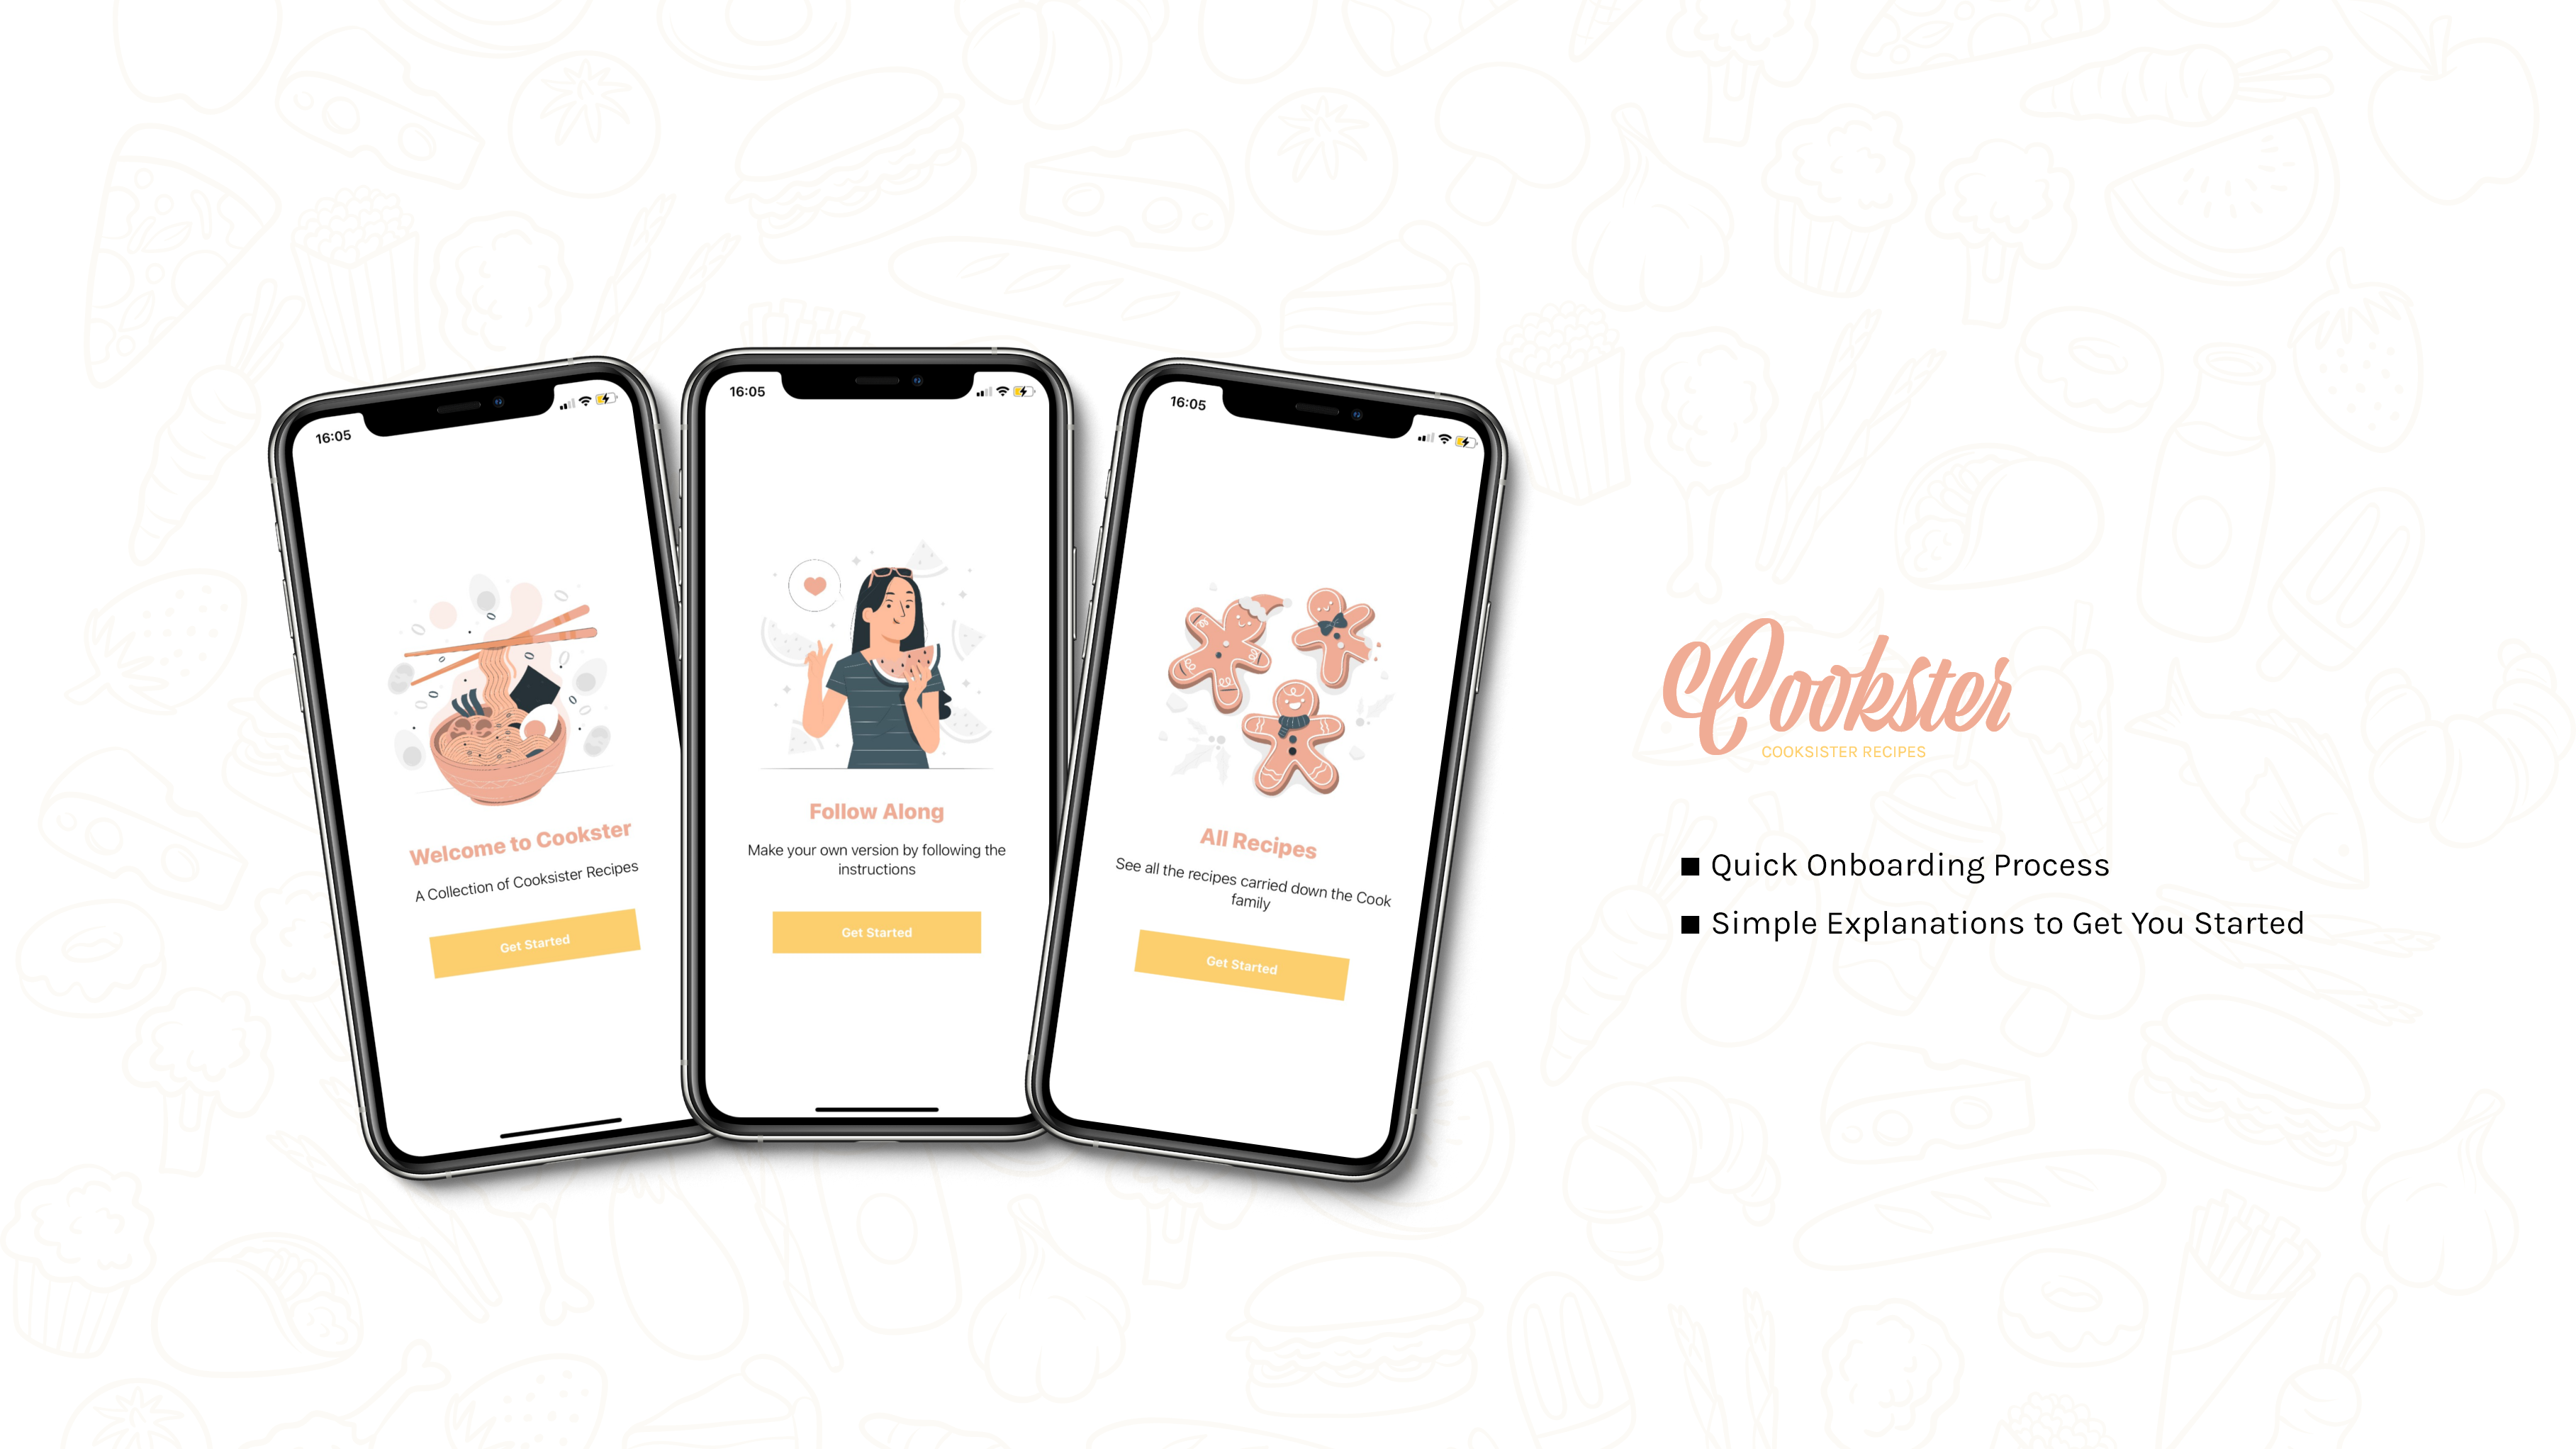 16:05
Welcome to Cookster
A Collection of Cooksister Recipes
Get Started
16:05
Follow Along
Make your own version by following the
instructions
Get Started
16:05
All Recipes
See all the recipes carried down the Cook
family
Get Started
Cookster
COOKSISTER RECIPES
Quick Onboarding Process
Simple Explanations to Get You Started